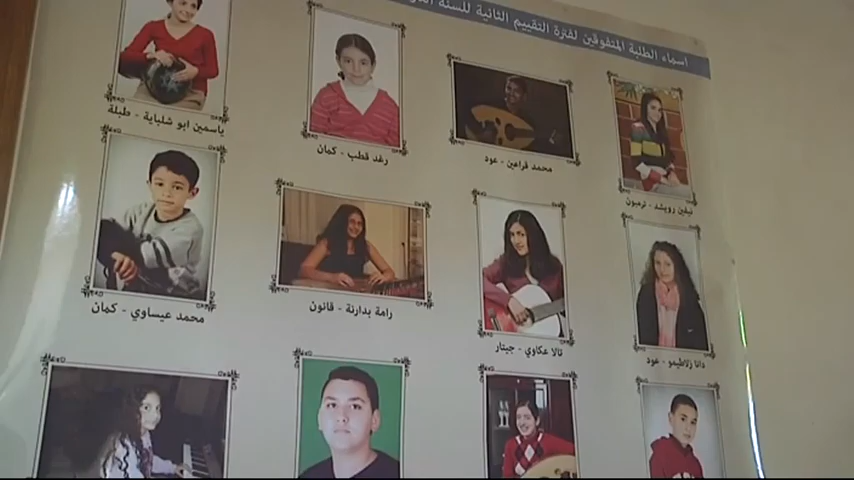 اسماء الطلبة المتفوقين لفترة التقييم الثانية للسنة
ياسمين ابو شلباية - طبلة
رغد قطب - كمان
محمد قراعين - عود
نيفين رويشد - ترمبون
محمد عيساوي - كمان
رامة بدارنة - قانون
تالا عكاوي - جيتار
دانا زلاطيمو - عود